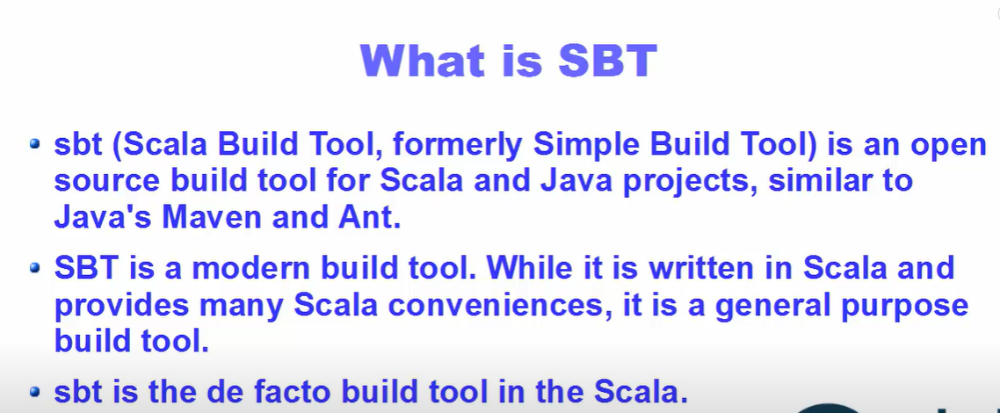 What is SBT
sbt (Scala Build Tool, formerly Simple Build Tool) is an open
source build tool for Scala and Java projects, similar to
Java's Maven and Ant.
SBT is a modern build tool. While it is written in Scala and
provides many Scala conveniences, it is a general purpose
build tool.
sbt is the de facto build tool in the Scala.